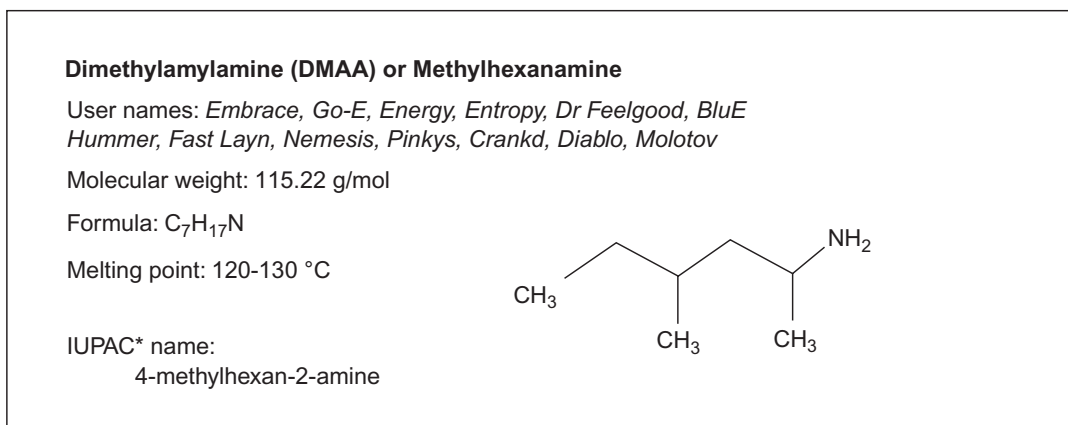 Dimethylamylamine (DMAA) or Methylhexanamine
User names: Embrace, Go-E, Energy, Entropy, Dr Feelgood, BluE
Hummer, Fast Layn, Nemesis, Pinkys, Crankd, Diablo, Molotov
Molecular weight: 115.22 g/mol
Formula: C₇H₁₇N
Melting point: 120-130 °C
IUPAC* name:
4-methylhexan-2-amine
NH₂
CH₃
CH₃
CH₃